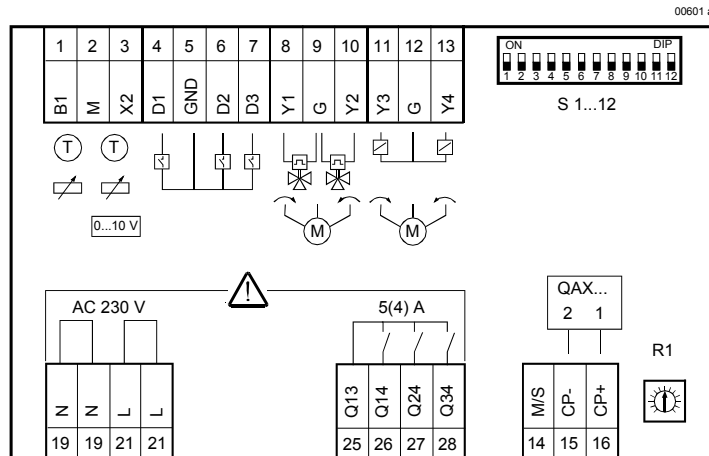 00601 a
1 2 3 4 5 6 7 8 9 10 11 12 13
B1 M X2 D1 GND D2 D3 Y1 G Y2 Y3 G Y4
ON DIP
1 2 3 4 5 6 7 8 9 10 11 12
S 1...12
T T
0...10 V
M M
AC 230 V
5(4) A
QAX...
2 1
R1
N N L L
Q13 Q14 Q24 Q34
M/S CP- CP+
19 19 21 21
25 26 27 28
14 15 16